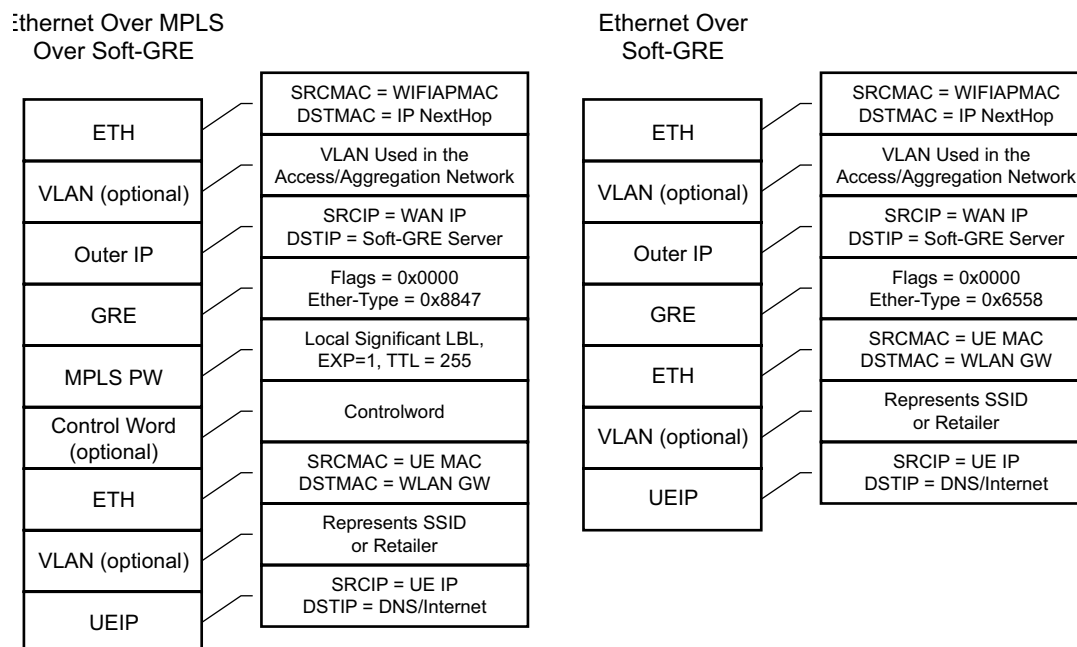 Ethernet Over MPLS
Over Soft-GRE
ETH
VLAN (optional)
Outer IP
GRE
MPLS PW
Control Word
(optional)
ETH
VLAN (optional)
UEIP
SRCMAC = WIFIAPMAC
DSTMAC = IP NextHop
VLAN Used in the
Access/Aggregation Network
SRCIP = WAN IP
DSTIP = Soft-GRE Server
Flags = 0x0000
Ether-Type = 0x8847
Local Significant LBL,
EXP=1, TTL = 255
Controlword
SRCMAC = UE MAC
DSTMAC = WLAN GW
Represents SSID
or Retailer
SRCIP = UE IP
DSTIP = DNS/Internet
Ethernet Over
Soft-GRE
ETH
VLAN (optional)
Outer IP
GRE
ETH
VLAN (optional)
UEIP
SRCMAC = WIFIAPMAC
DSTMAC = IP NextHop
VLAN Used in the
Access/Aggregation Network
SRCIP = WAN IP
DSTIP = Soft-GRE Server
Flags = 0x0000
Ether-Type = 0x6558
SRCMAC = UE MAC
DSTMAC = WLAN GW
Represents SSID
or Retailer
SRCIP = UE IP
DSTIP = DNS/Internet